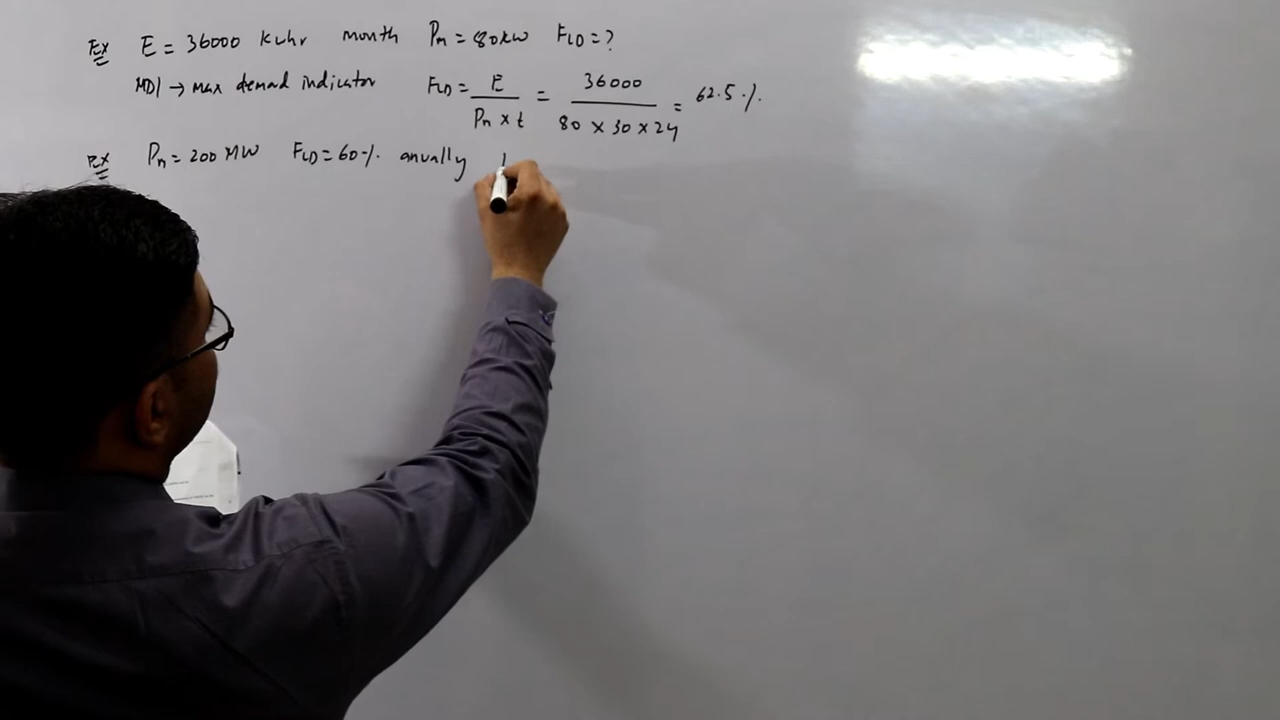 Ex E = 36000 kwhr month Pm = 80kw FLD = ?
MDI → max demand indicator FLD = E / Pm x t = 36000 / 80 x 30 x 24 = 62.5 %.
Ex Pm = 200 MW FLD = 60 %. anually